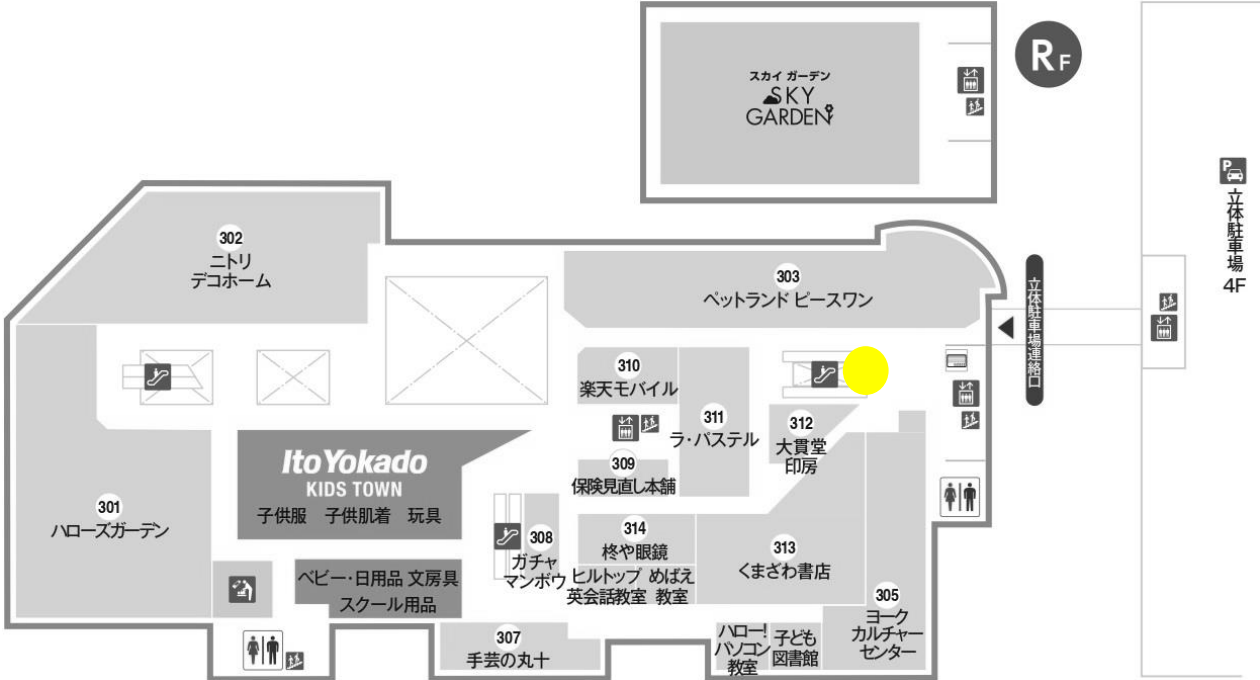 スカイ ガーデン
SKY
GARDEN
RF
P
立体駐車場
4F
302
ニトリ
デコホーム
303
ペットランド ピースワン
立体駐車場連絡口
310
楽天モバイル
311
ラ・パステル
312
大貫堂
印房
309
保険見直し本舗
Ito Yokado
KIDS TOWN
子供服 子供肌着 玩具
301
ハローズガーデン
308
ガチャ
マンボウ
314
柊や眼鏡
313
くまざわ書店
ヒルトップ
英会話教室
めばえ
教室
ベビー・日用品 文房具
スクール用品
305
ヨーク
カルチャー
センター
307
手芸の丸十
ハロー!
パソコン
教室
子ども
図書館